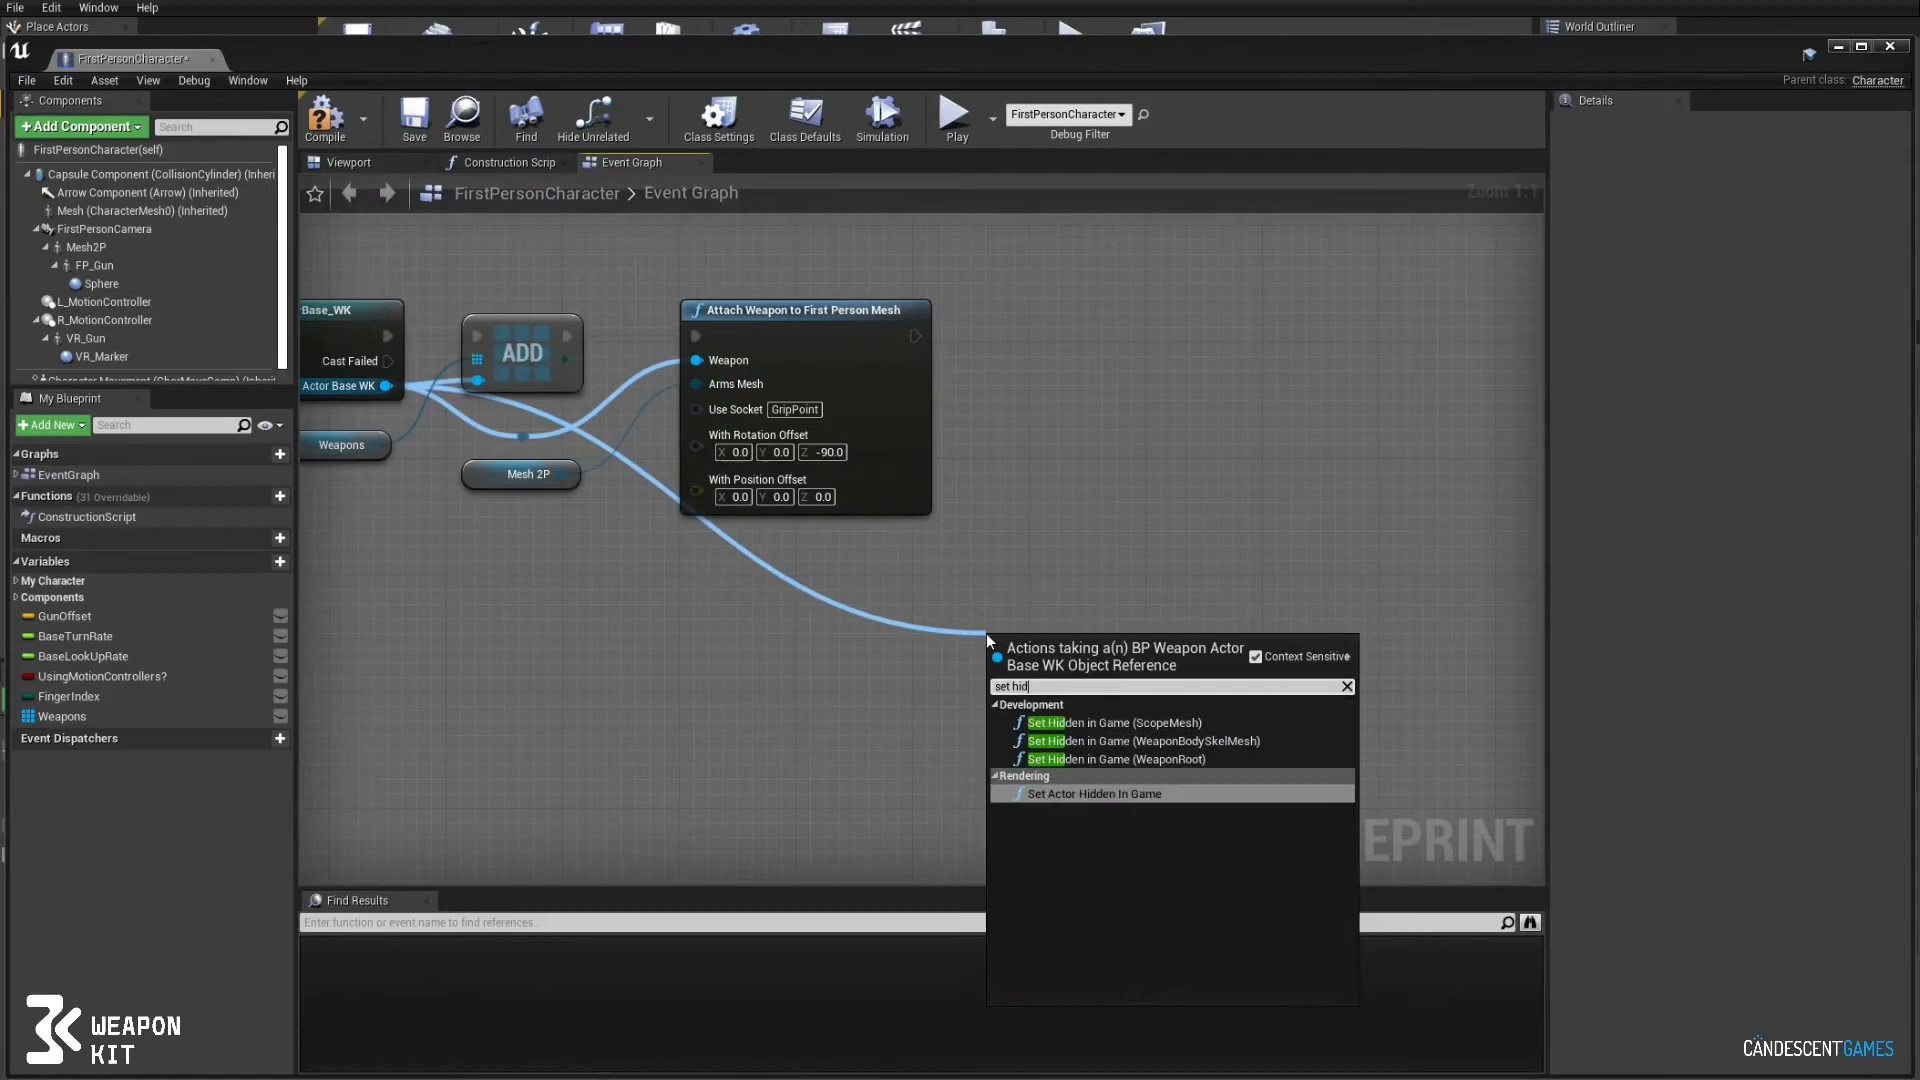 File Edit Window Help
Place Actors
World Outliner
FirstPersonCharacter*
File Edit Asset View Debug Window Help
Parent class: Character
Components
+Add Component
Search
FirstPersonCharacter(self)
Capsule Component (CollisionCylinder) (Inheri
Arrow Component (Arrow) (Inherited)
Mesh (CharacterMesh0) (Inherited)
FirstPersonCamera
Mesh2P
FP_Gun
Sphere
L_MotionController
R_MotionController
VR_Gun
VR_Marker
Character Movement (CharMoveComp) (Inherit
My Blueprint
+Add New
Search
Graphs
EventGraph
Functions (31 Overridable)
ConstructionScript
Macros
Variables
My Character
Components
GunOffset
BaseTurnRate
BaseLookUpRate
UsingMotionControllers?
FingerIndex
Weapons
Event Dispatchers
WEAPON
KIT
Compile
Save
Browse
Find
Hide Unrelated
Class Settings
Class Defaults
Simulation
Play
FirstPersonCharacter
Debug Filter
Viewport
Construction Scrip
Event Graph
FirstPersonCharacter > Event Graph
Zoom 1:1
Base_WK
Cast Failed
Actor Base WK
Weapons
ADD
Mesh 2P
Attach Weapon to First Person Mesh
Weapon
Arms Mesh
Use Socket GripPoint
With Rotation Offset
X 0.0 Y 0.0 Z -90.0
With Position Offset
X 0.0 Y 0.0 Z 0.0
Actions taking a(n) BP Weapon Actor
Base WK Object Reference
Context Sensitive
set hid
Development
Set Hidden in Game (ScopeMesh)
Set Hidden in Game (WeaponBodySkelMesh)
Set Hidden in Game (WeaponRoot)
Rendering
Set Actor Hidden In Game
EPRINT
Find Results
Enter function or event name to find references...
Details
CANDESCENTGAMES